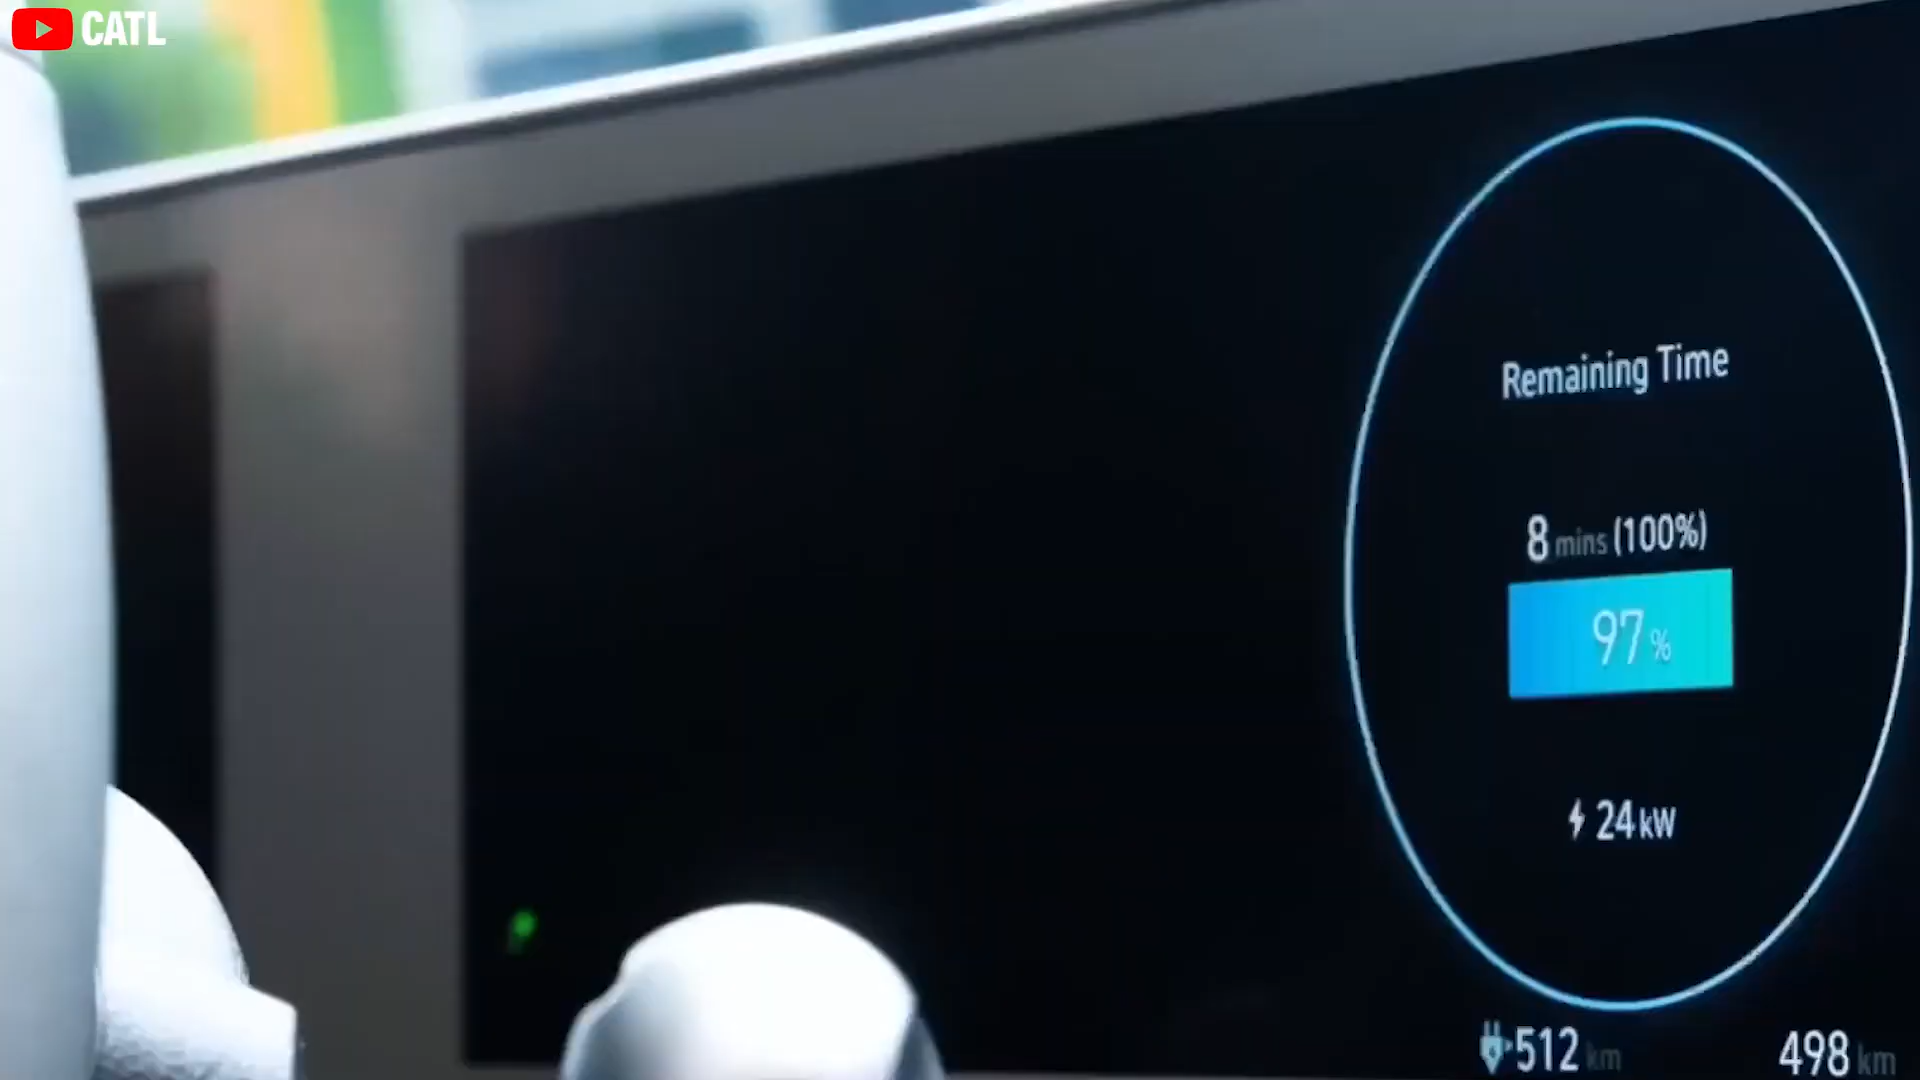 CATL
Remaining Time
8 mins (100%)
97%
24 kW
512 km
498 km